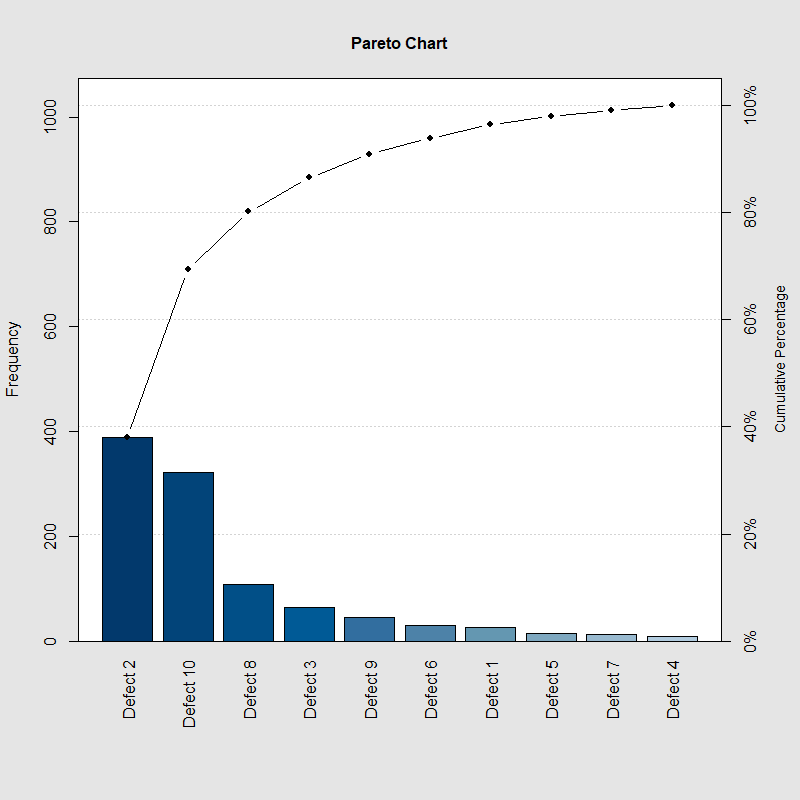 Pareto Chart
Frequency
0
200
400
600
800
1000
Cumulative Percentage
0%
20%
40%
60%
80%
100%
Defect 2
Defect 10
Defect 8
Defect 3
Defect 9
Defect 6
Defect 1
Defect 5
Defect 7
Defect 4